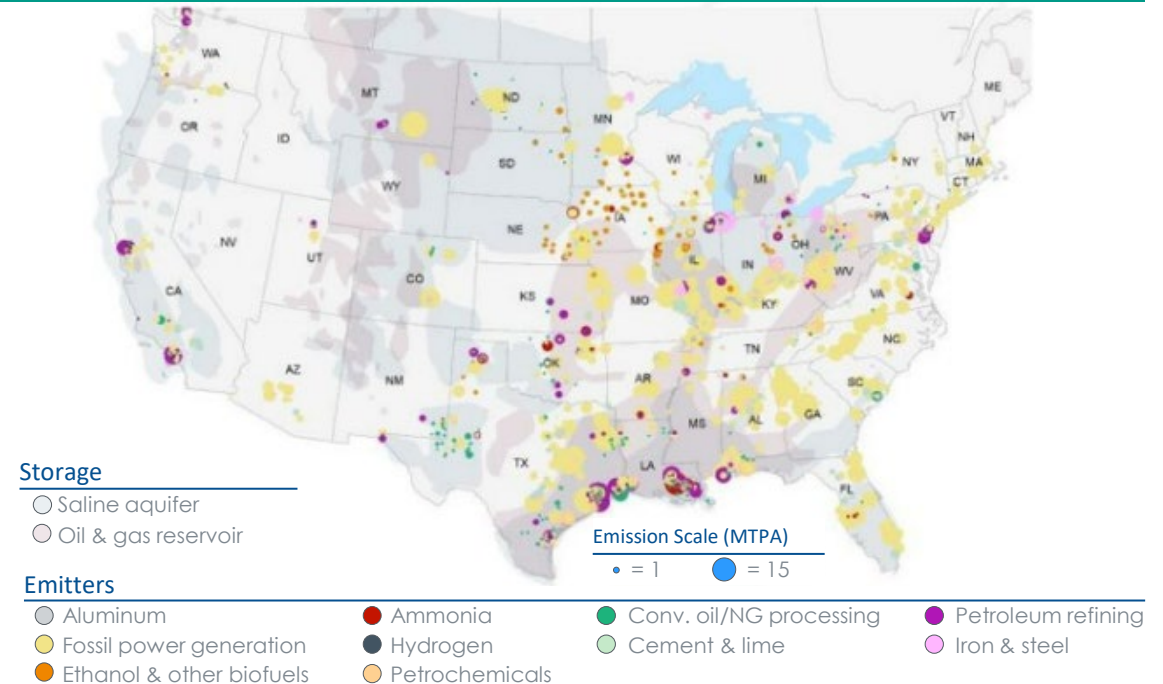 WA
ME
MT
ND
VT
MN
OR
NH
ID
WI
NY
MA
SD
MI
CT
WY
IA
PA
NE
NV
OH
UT
IL
IN
CO
WV
CA
KS
MO
VA
KY
NC
TN
OK
AZ
NM
AR
SC
GA
MS
AL
TX
LA
FL
Storage
Saline aquifer
Oil & gas reservoir
Emission Scale (MTPA)
= 1 = 15
Emitters
Aluminum Ammonia Conv. oil/NG processing Petroleum refining
Fossil power generation Hydrogen Cement & lime Iron & steel
Ethanol & other biofuels Petrochemicals